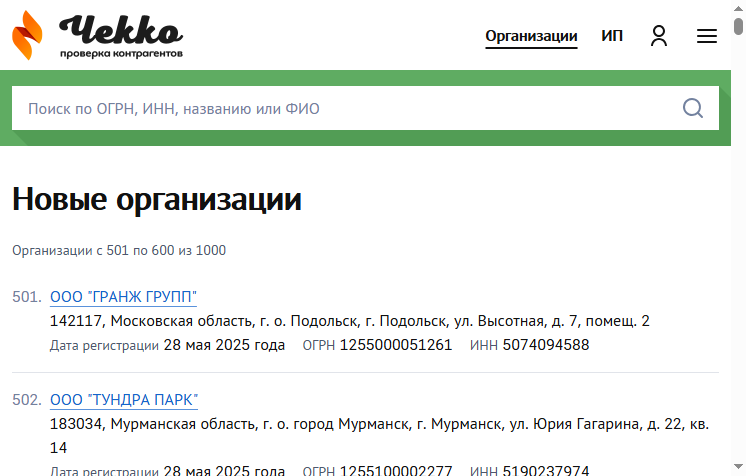 Чекко
проверка контрагентов
Организации ИП
Поиск по ОГРН, ИНН, названию или ФИО
Новые организации
Организации с 501 по 600 из 1000
501. ООО "ГРАНЖ ГРУПП"
142117, Московская область, г. о. Подольск, г. Подольск, ул. Высотная, д. 7, помещ. 2
Дата регистрации 28 мая 2025 года ОГРН 1255000051261 ИНН 5074094588
502. ООО "ТУНДРА ПАРК"
183034, Мурманская область, г. о. город Мурманск, г. Мурманск, ул. Юрия Гагарина, д. 22, кв.
14
Дата регистрации 28 мая 2025 года ОГРН 1255100002277 ИНН 5190237974